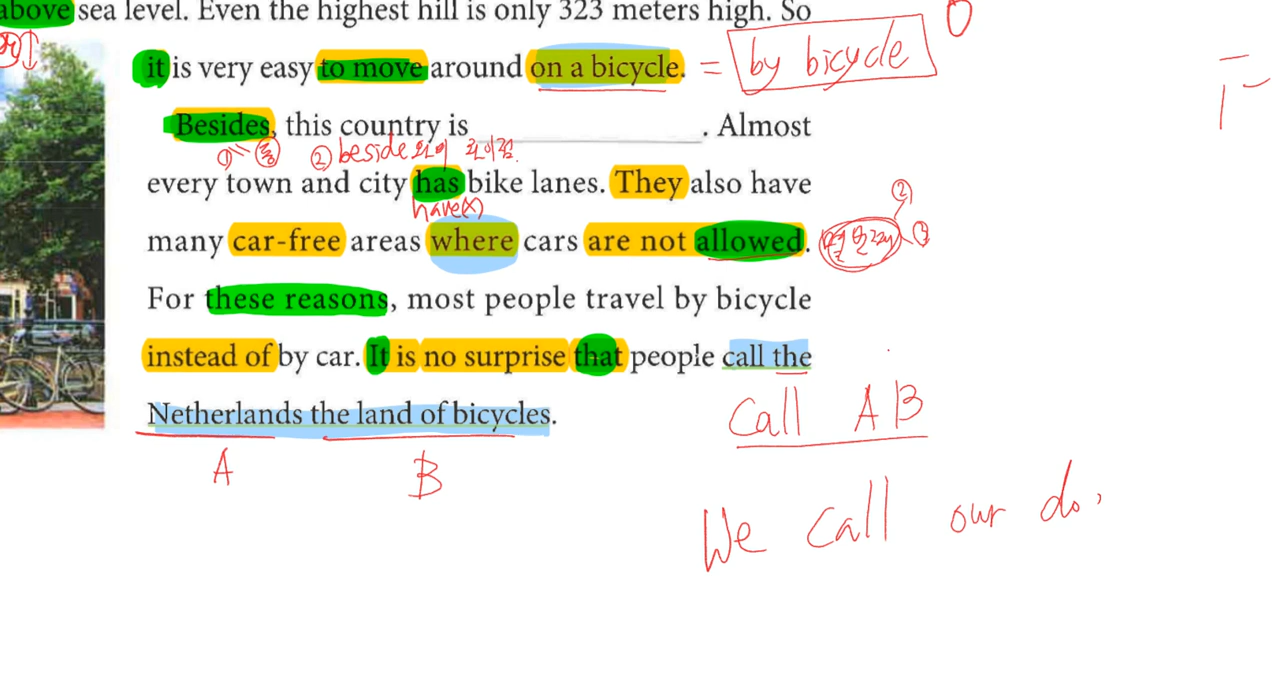 above sea level. Even the highest hill is only 323 meters high. So
it is very easy to move around on a bicycle. = by bicycle
Besides, this country is ____________ . Almost
① ② beside
every town and city has bike lanes. They also have
have(x)
②
many car-free areas where cars are not allowed.
For these reasons, most people travel by bicycle
instead of by car. It is no surprise that people call the
Netherlands the land of bicycles.
call A B
A B
We call our do